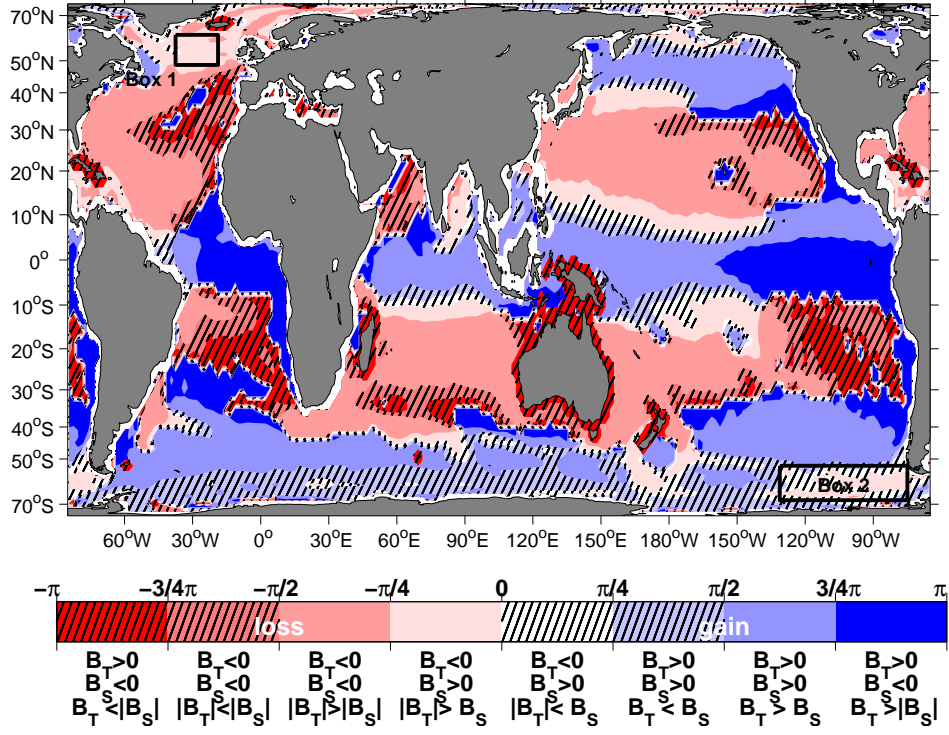 70°N
50°N
Box 1
40°N
30°N
20°N
10°N
0°
10°S
20°S
30°S
40°S
50°S
Box 2
70°S
60°W 30°W 0° 30°E 60°E 90°E 120°E 150°E 180°W 150°W 120°W 90°W
−π −3/4π −π/2 −π/4 0 π/4 π/2 3/4π π
loss gain
B_T>0 B_T<0 B_T<0 B_T<0 B_T<0 B_T>0 B_T>0 B_T>0
B_S<0 B_S<0 B_S<0 B_S>0 B_S>0 B_S>0 B_S>0 B_S<0
B_T<|B_S| |B_T|<|B_S| |B_T|>|B_S| |B_T|> B_S |B_T|< B_S B_T < B_S B_T > B_S B_T >|B_S|